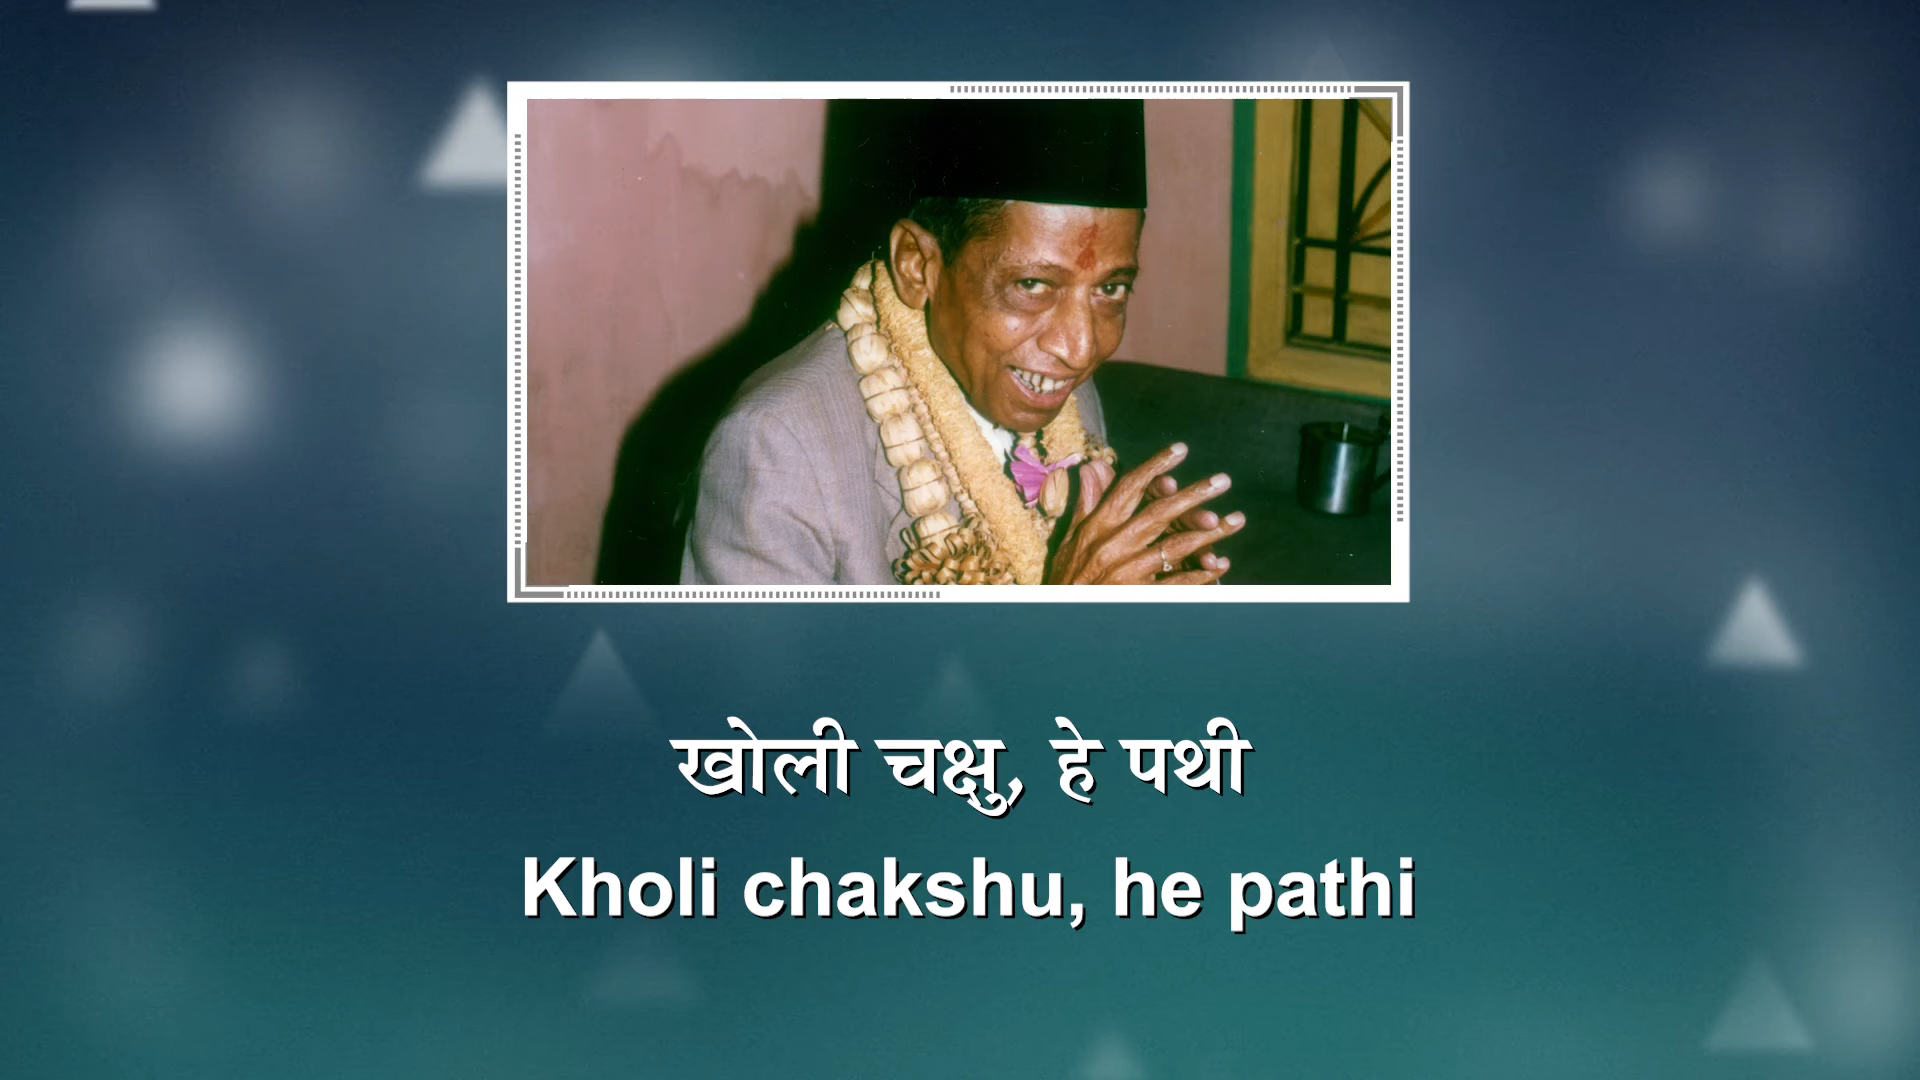 खोली चक्षु, हे पथी
Kholi chakshu, he pathi